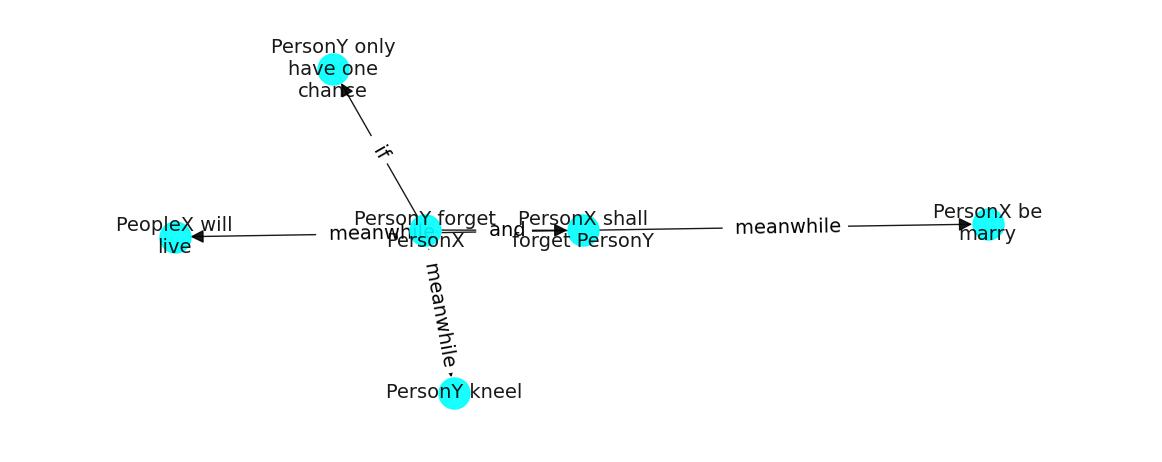 PersonY only
have one
chance
if
PeopleX will
live
meanwhile
PersonY forget
PersonX
and
PersonX shall
forget PersonY
meanwhile
PersonX be
marry
meanwhile
PersonY kneel